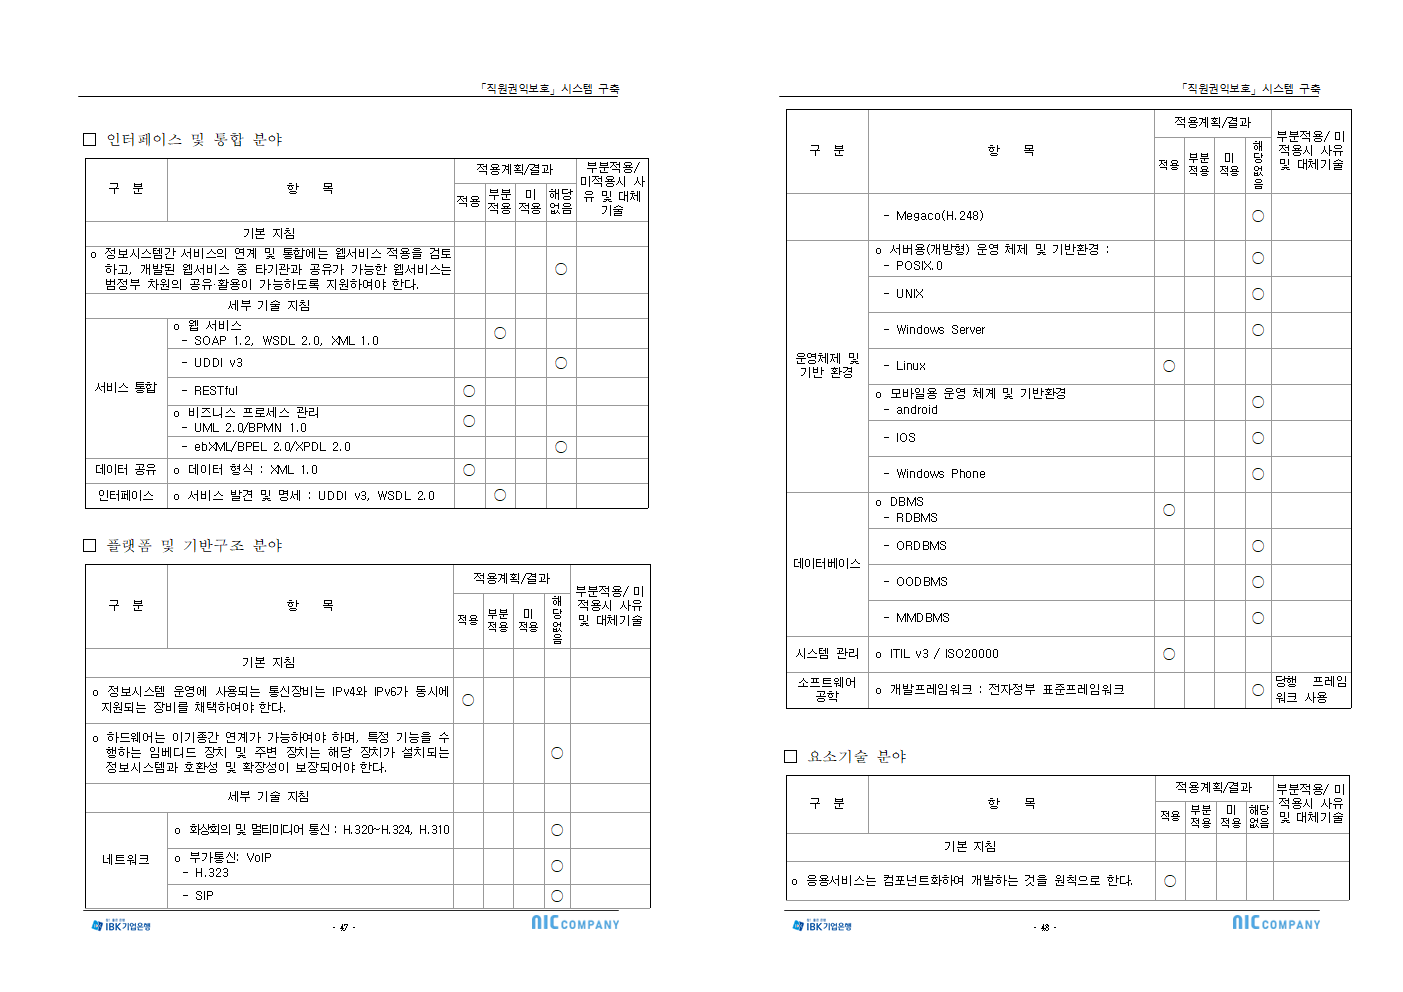 「직원권익보호」시스템 구축
□ 인터페이스 및 통합 분야
구 분 항 목 적용계획/결과 부분적용/
미적용시 사
유 및 대체
기술
적용 부분
적용 미
적용 해당
없음
기본 지침
o 정보시스템간 서비스의 연계 및 통합에는 웹서비스 적용을 검토
하고, 개발된 웹서비스 중 타기관과 공유가 가능한 웹서비스는 ○
범정부 차원의 공유·활용이 가능하도록 지원하여야 한다.
세부 기술 지침
서비스 통합
o 웹 서비스
- SOAP 1.2, WSDL 2.0, XML 1.0 ○
- UDDI v3 ○
- RESTful ○
o 비즈니스 프로세스 관리
- UML 2.0/BPMN 1.0 ○
- ebXML/BPEL 2.0/XPDL 2.0 ○
데이터 공유 o 데이터 형식 : XML 1.0 ○
인터페이스 o 서비스 발견 및 명세 : UDDI v3, WSDL 2.0 ○
□ 플랫폼 및 기반구조 분야
구 분 항 목 적용계획/결과 부분적용/ 미
적용시 사유
및 대체기술
적용 부분
적용 미
적용 해
당
없
음
기본 지침
o 정보시스템 운영에 사용되는 통신장비는 IPv4와 IPv6가 동시에
지원되는 장비를 채택하여야 한다. ○
o 하드웨어는 이기종간 연계가 가능하여야 하며, 특정 기능을 수
행하는 임베디드 장치 및 주변 장치는 해당 장치가 설치되는 ○
정보시스템과 호환성 및 확장성이 보장되어야 한다.
세부 기술 지침
네트워크
o 화상회의 및 멀티미디어 통신 : H.320~H.324, H.310 ○
o 부가통신: VoIP
- H.323 ○
- SIP ○
IBK기업은행
- 47 -
NICCOMPANY
「직원권익보호」시스템 구축
구 분 항 목 적용계획/결과 부분적용/ 미
적용시 사유
및 대체기술
적용 부분
적용 미
적용 해
당
없
음
- Megaco(H.248) ○
운영체제 및
기반 환경
o 서버용(개방형) 운영 체제 및 기반환경 :
- POSIX.0 ○
- UNIX ○
- Windows Server ○
- Linux ○
o 모바일용 운영 체계 및 기반환경
- android ○
- IOS ○
- Windows Phone ○
데이터베이스
o DBMS
- RDBMS ○
- ORDBMS ○
- OODBMS ○
- MMDBMS ○
시스템 관리 o ITIL v3 / ISO20000 ○
소프트웨어
공학 o 개발프레임워크 : 전자정부 표준프레임워크 ○ 당행 프레임
워크 사용
□ 요소기술 분야
구 분 항 목 적용계획/결과 부분적용/ 미
적용시 사유
및 대체기술
적용 부분
적용 미
적용 해당
없음
기본 지침
o 응용서비스는 컴포넌트화하여 개발하는 것을 원칙으로 한다. ○
IBK기업은행
- 48 -
NICCOMPANY